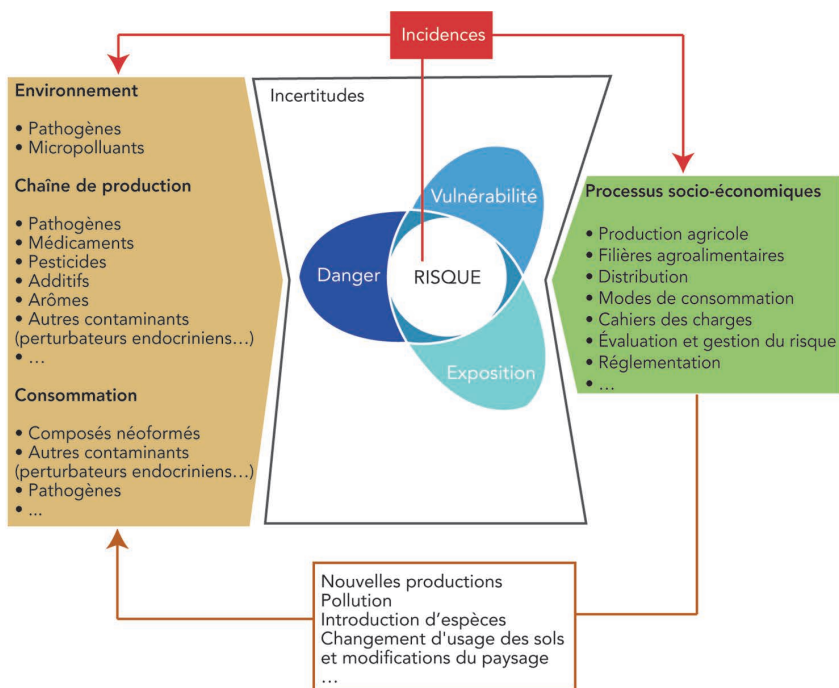 Incidences
Environnement
• Pathogènes
• Micropolluants
Chaîne de production
• Pathogènes
• Médicaments
• Pesticides
• Additifs
• Arômes
• Autres contaminants
(perturbateurs endocriniens…)
• …
Consommation
• Composés néoformés
• Autres contaminants
(perturbateurs endocriniens…)
• Pathogènes
• ...
Incertitudes
Vulnérabilité
Danger
RISQUE
Exposition
Processus socio-économiques
• Production agricole
• Filières agroalimentaires
• Distribution
• Modes de consommation
• Cahiers des charges
• Évaluation et gestion du risque
• Réglementation
• …
Nouvelles productions
Pollution
Introduction d’espèces
Changement d'usage des sols
et modifications du paysage
…